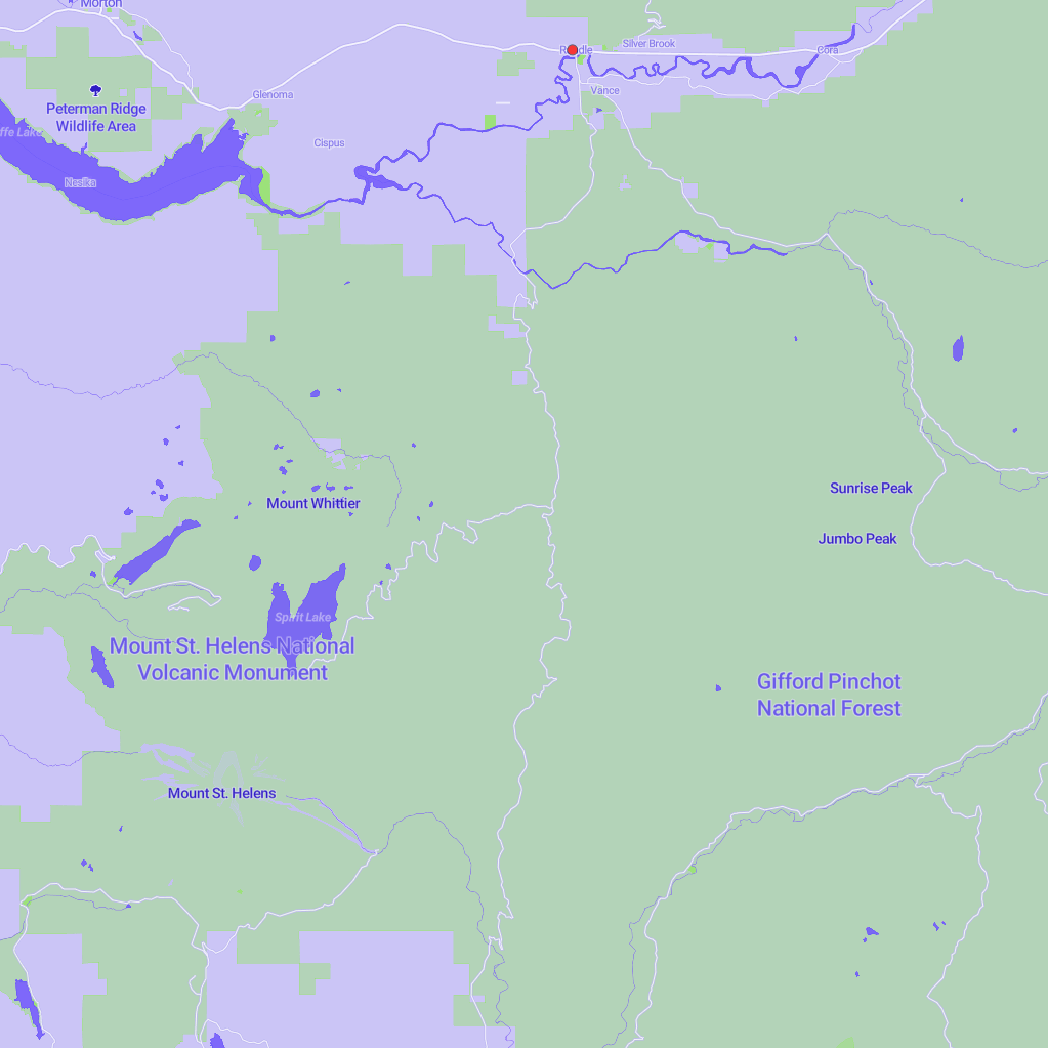 Morton
Silver Brook
Cora
Glenoma
Vance
Peterman Ridge
Wildlife Area
Cispus
Nesika
Sunrise Peak
Mount Whittier
Jumbo Peak
Spirit Lake
Mount St. Helens National
Volcanic Monument
Gifford Pinchot
National Forest
Mount St. Helens